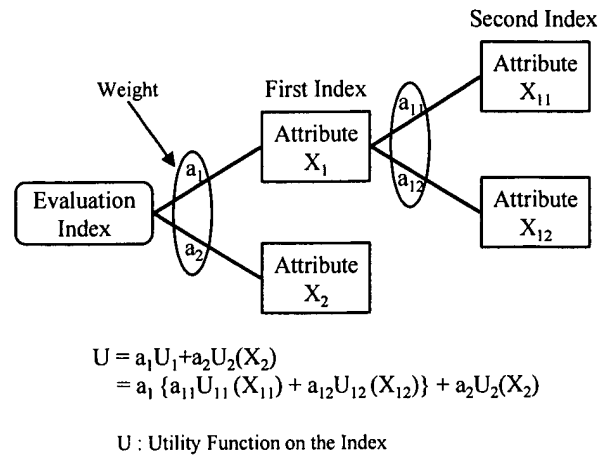 Second Index
Attribute
X₁₁
Weight
First Index
a₁₁
Attribute
X₁
a₁
a₁₂
Evaluation
Index
Attribute
X₁₂
a₂
Attribute
X₂
U = a₁U₁+a₂U₂(X₂)
= a₁ {a₁₁U₁₁(X₁₁) + a₁₂U₁₂(X₁₂)} + a₂U₂(X₂)
U : Utility Function on the Index